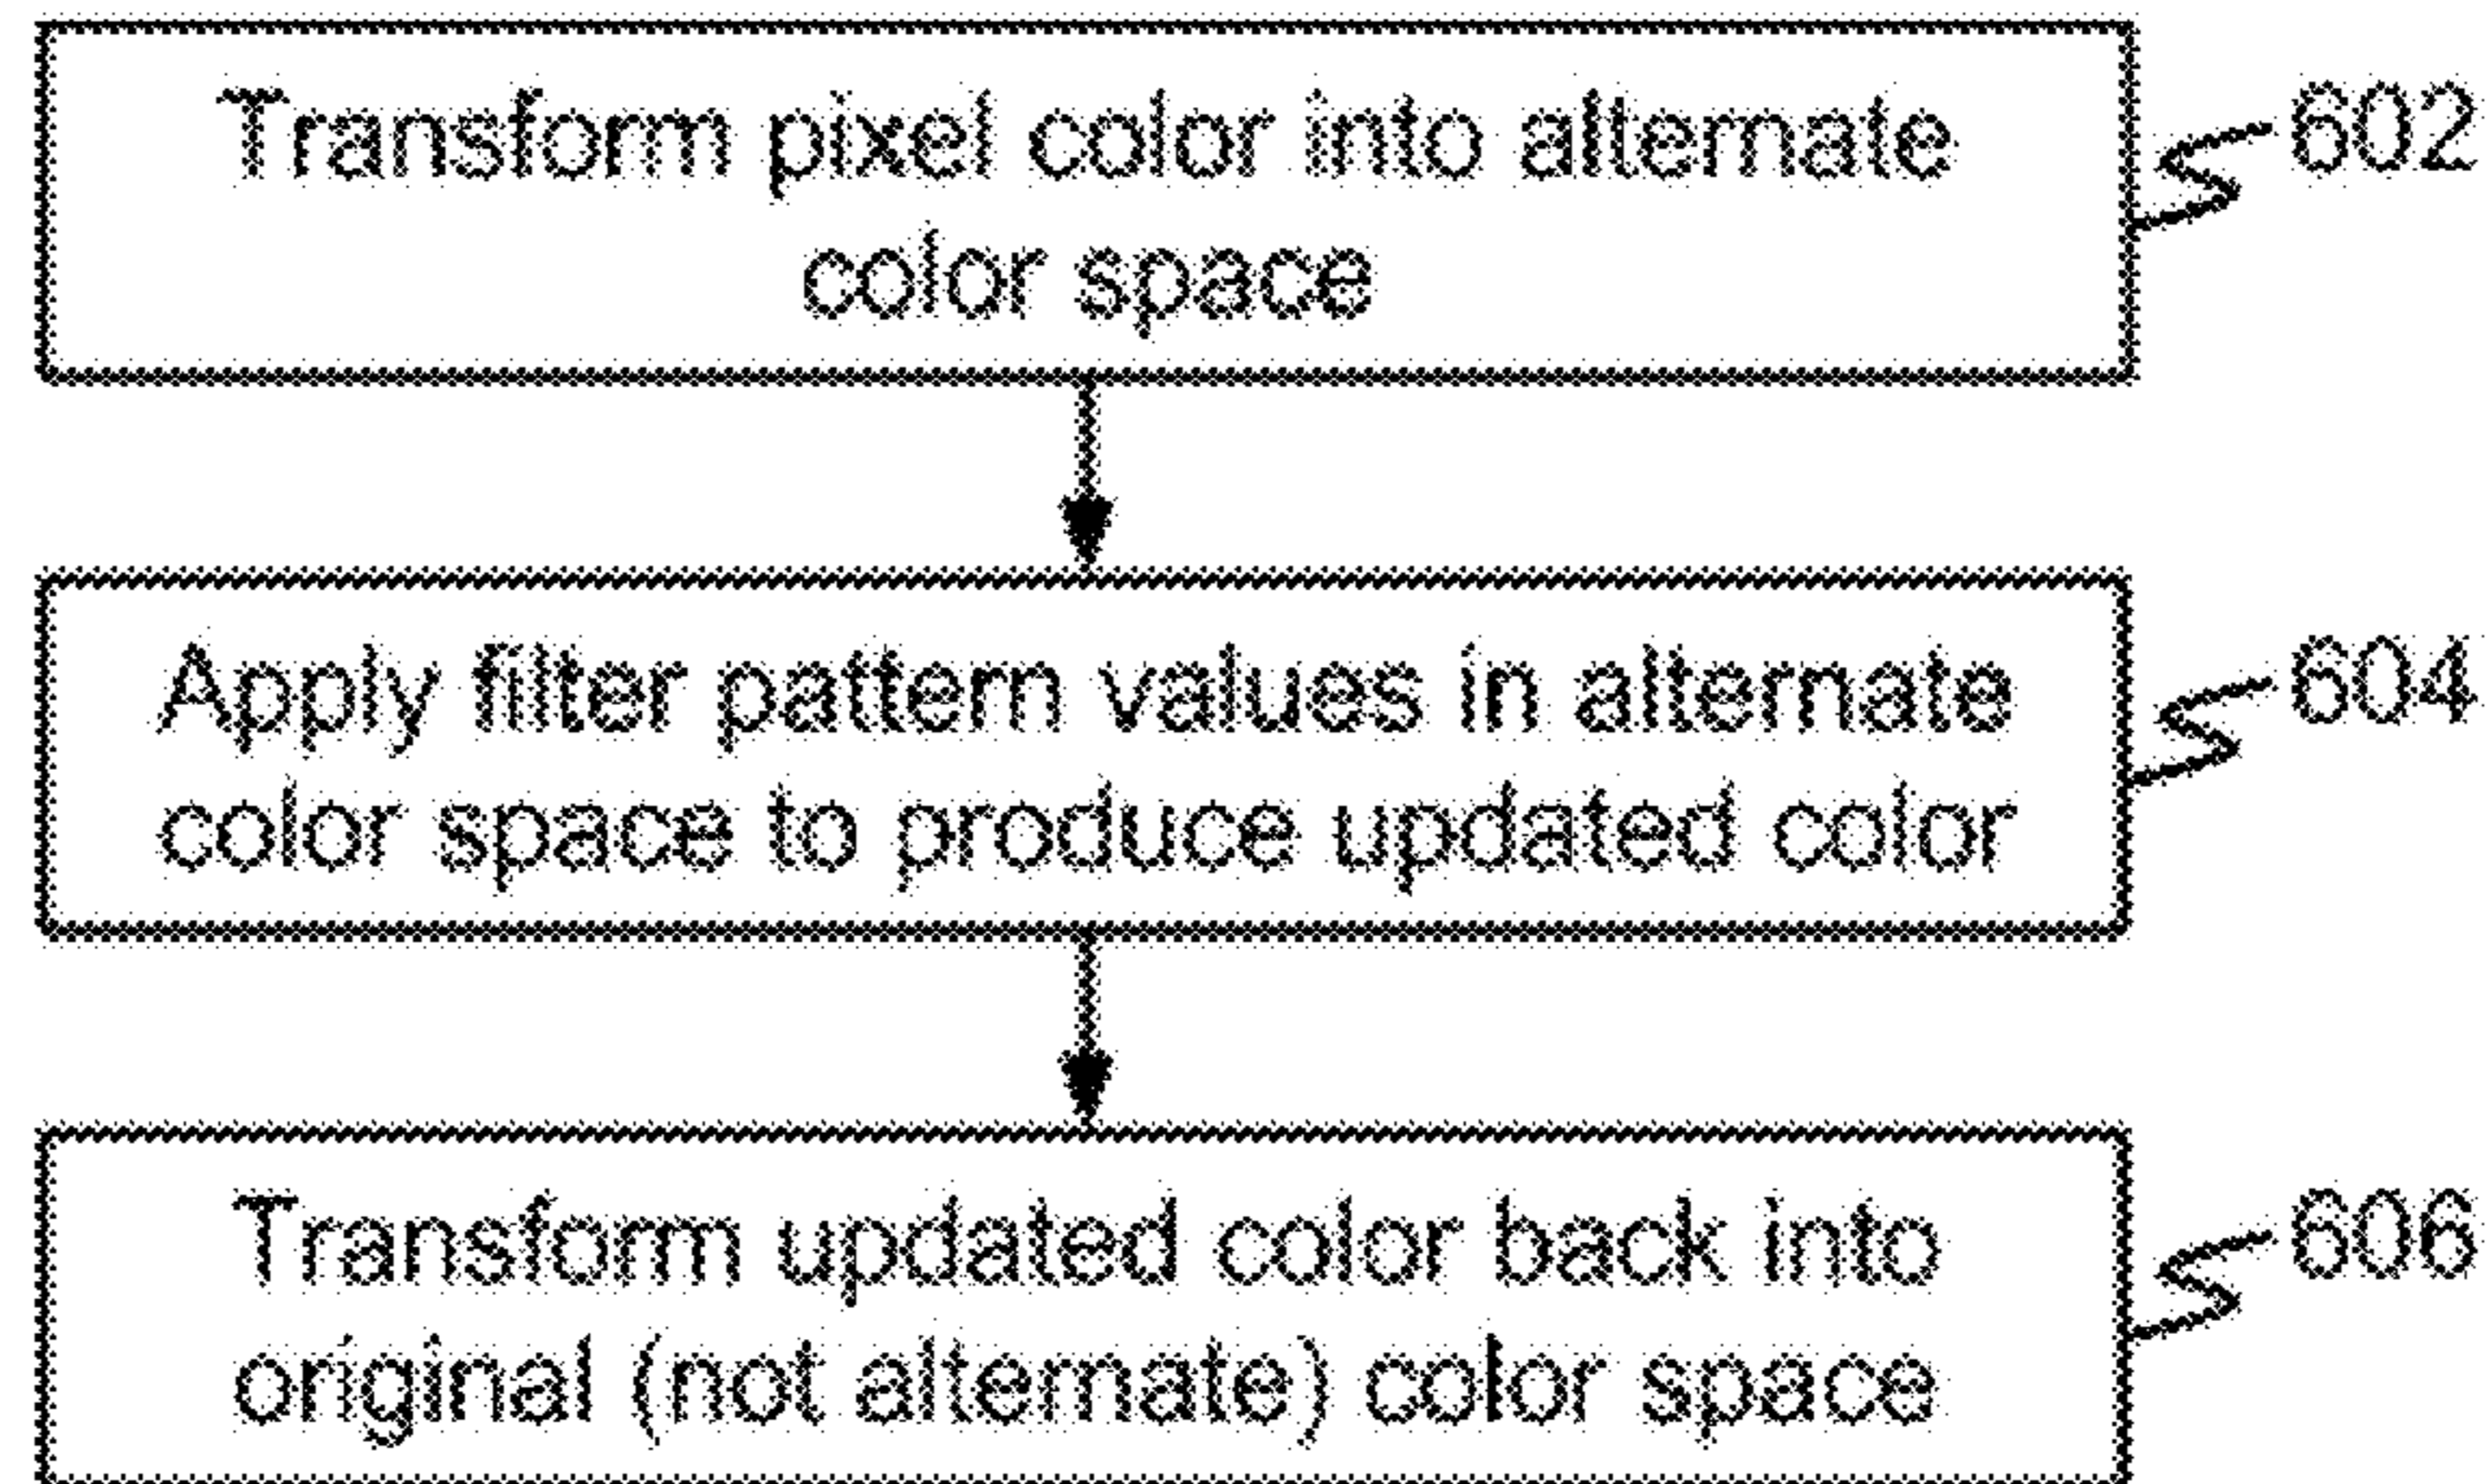 Transform pixel color into alternate
color space
602
Apply filter pattern values in alternate
color space to produce updated color
604
Transform updated color back into
original (not alternate) color space
606